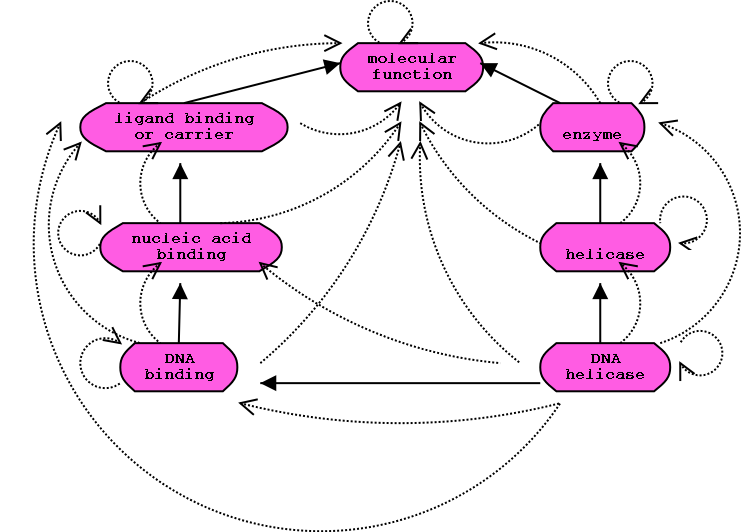 molecular
function
ligand binding
or carrier
enzyme
nucleic acid
binding
helicase
DNA
binding
DNA
helicase